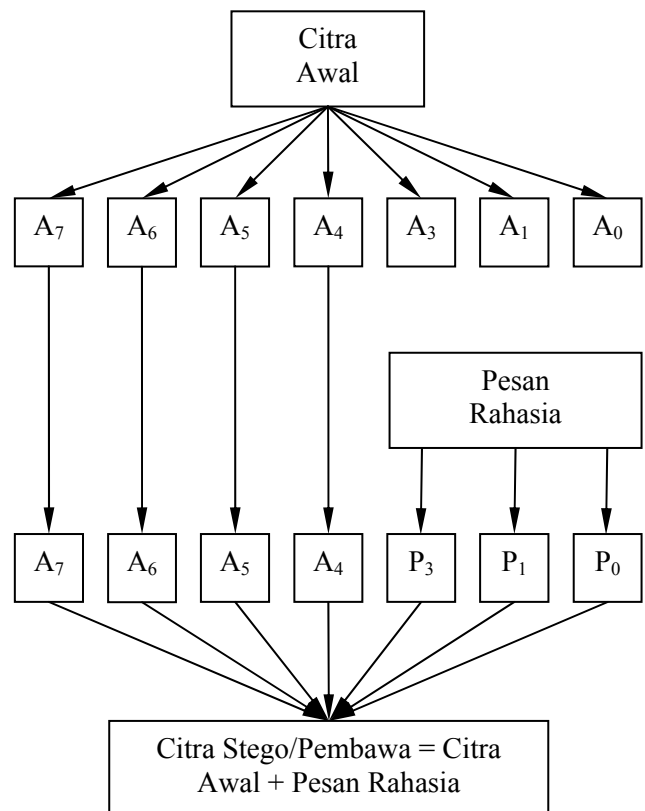 Citra
Awal
A₇ A₆ A₅ A₄ A₃ A₁ A₀
Pesan
Rahasia
A₇ A₆ A₅ A₄ P₃ P₁ P₀
Citra Stego/Pembawa = Citra
Awal + Pesan Rahasia